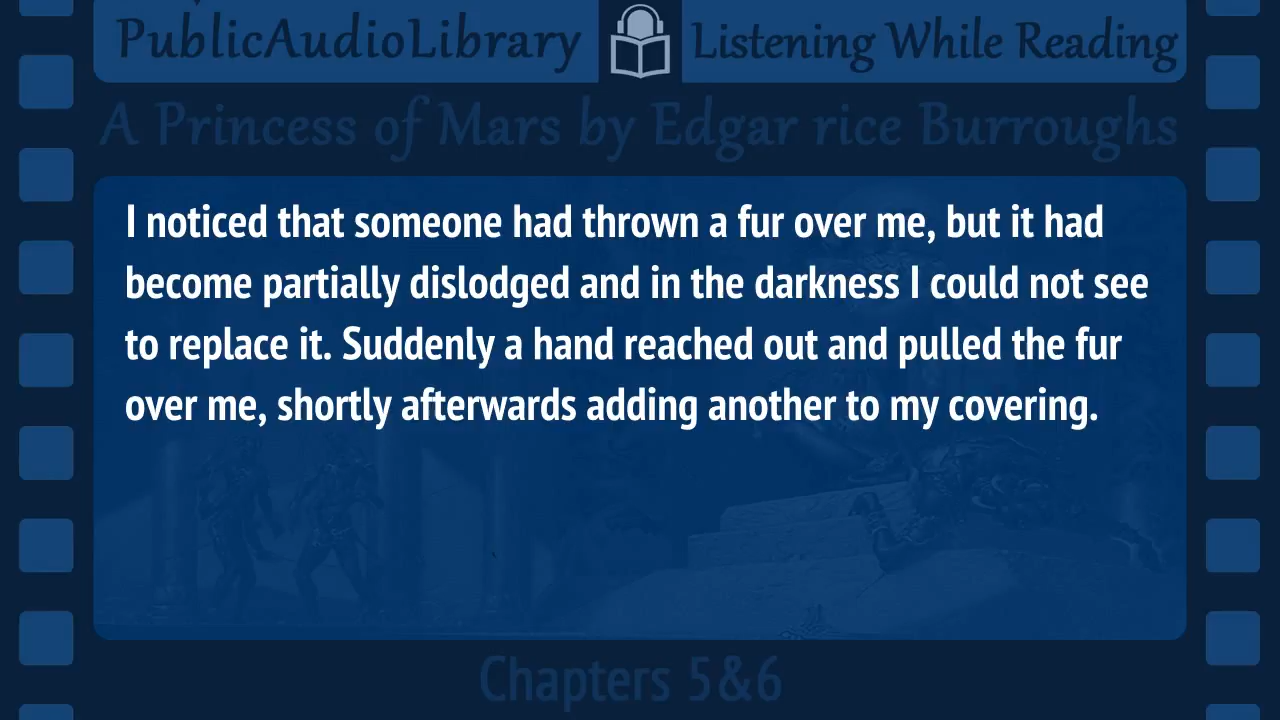 PublicAudioLibrary Listening While Reading
A Princess of Mars by Edgar rice Burroughs
I noticed that someone had thrown a fur over me, but it had
become partially dislodged and in the darkness I could not see
to replace it. Suddenly a hand reached out and pulled the fur
over me, shortly afterwards adding another to my covering.
Chapters 5&6